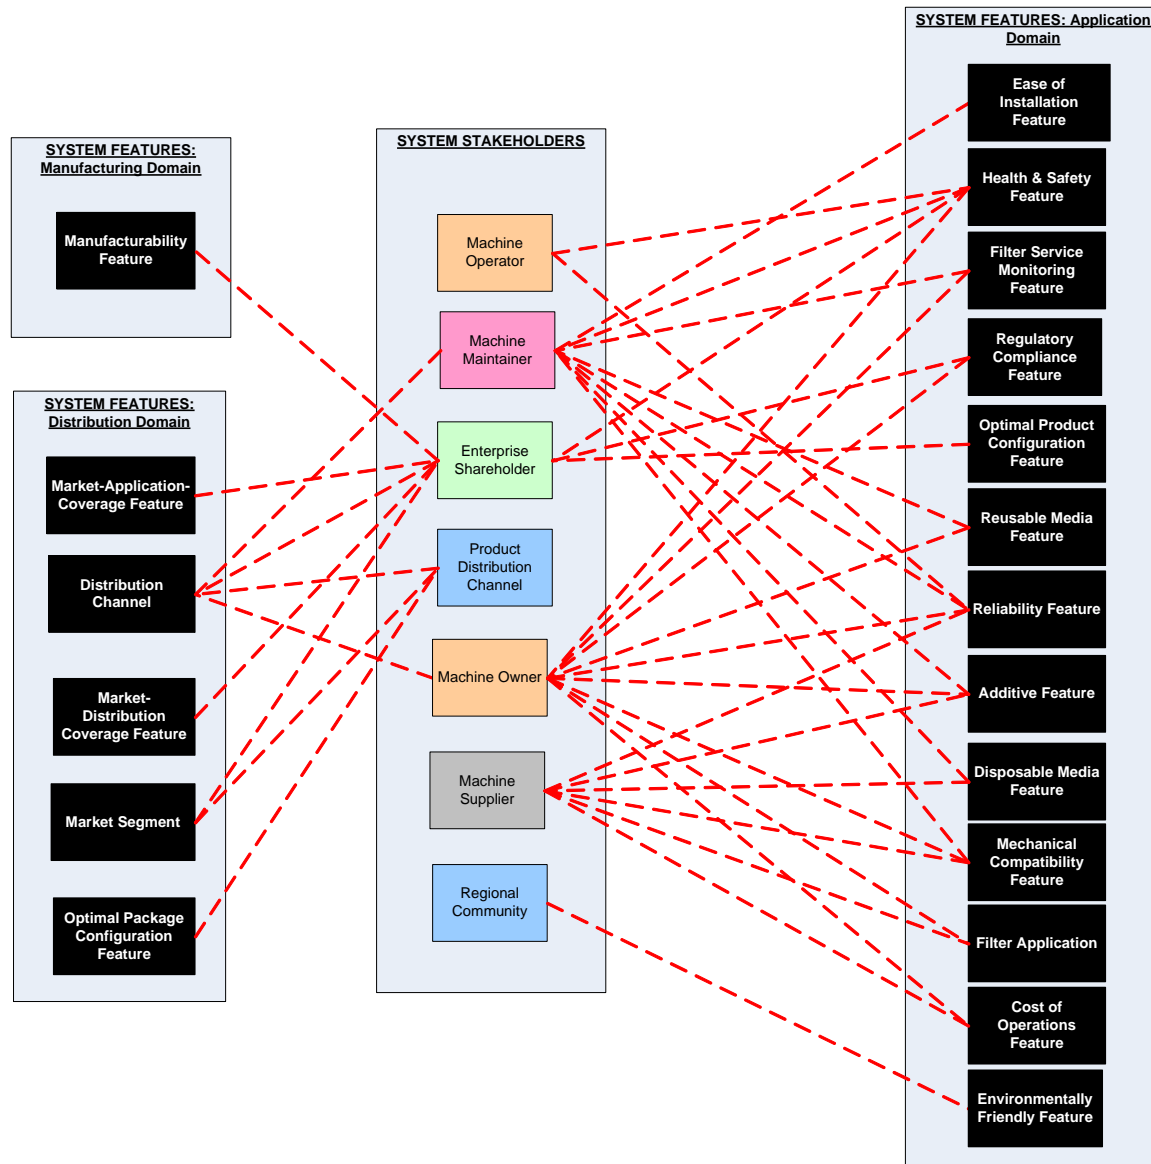 SYSTEM FEATURES:
Manufacturing Domain
Manufacturability
Feature
SYSTEM FEATURES:
Distribution Domain
Market-Application-
Coverage Feature
Distribution
Channel
Market-
Distribution
Coverage Feature
Market Segment
Optimal Package
Configuration
Feature
SYSTEM STAKEHOLDERS
Machine
Operator
Machine
Maintainer
Enterprise
Shareholder
Product
Distribution
Channel
Machine Owner
Machine
Supplier
Regional
Community
SYSTEM FEATURES: Application
Domain
Ease of
Installation
Feature
Health & Safety
Feature
Filter Service
Monitoring
Feature
Regulatory
Compliance
Feature
Optimal Product
Configuration
Feature
Reusable Media
Feature
Reliability Feature
Additive Feature
Disposable Media
Feature
Mechanical
Compatibility
Feature
Filter Application
Cost of
Operations
Feature
Environmentally
Friendly Feature